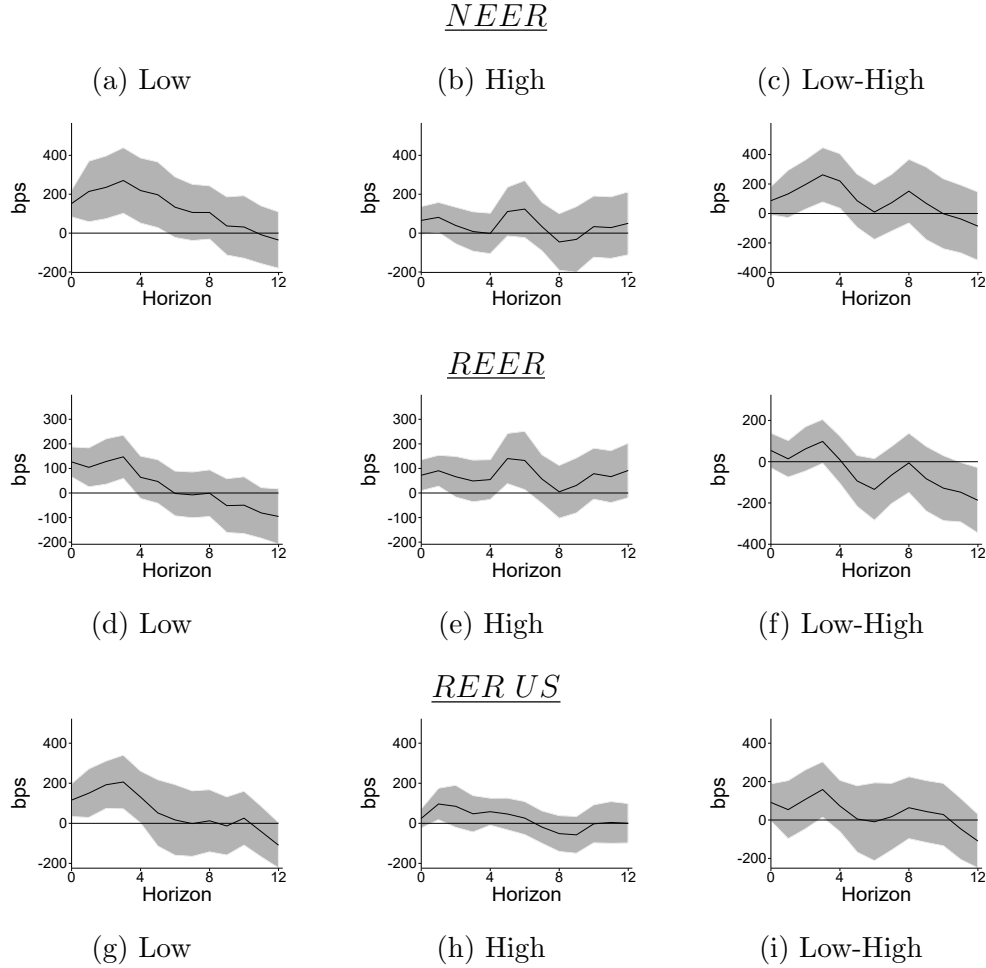 NEER
(a) Low (b) High (c) Low-High
bps 400 200 0 -200 0 4 8 12 Horizon
bps 400 200 0 -200 0 4 8 12 Horizon
bps 400 200 0 -200 -400 0 4 8 12 Horizon
REER
bps 300 200 100 0 -100 -200 0 4 8 12 Horizon
bps 300 200 100 0 -100 -200 0 4 8 12 Horizon
bps 200 0 -200 -400 0 4 8 12 Horizon
(d) Low (e) High (f) Low-High
RER US
bps 400 200 0 -200 0 4 8 12 Horizon
bps 400 200 0 -200 0 4 8 12 Horizon
bps 400 200 0 -200 0 4 8 12 Horizon
(g) Low (h) High (i) Low-High